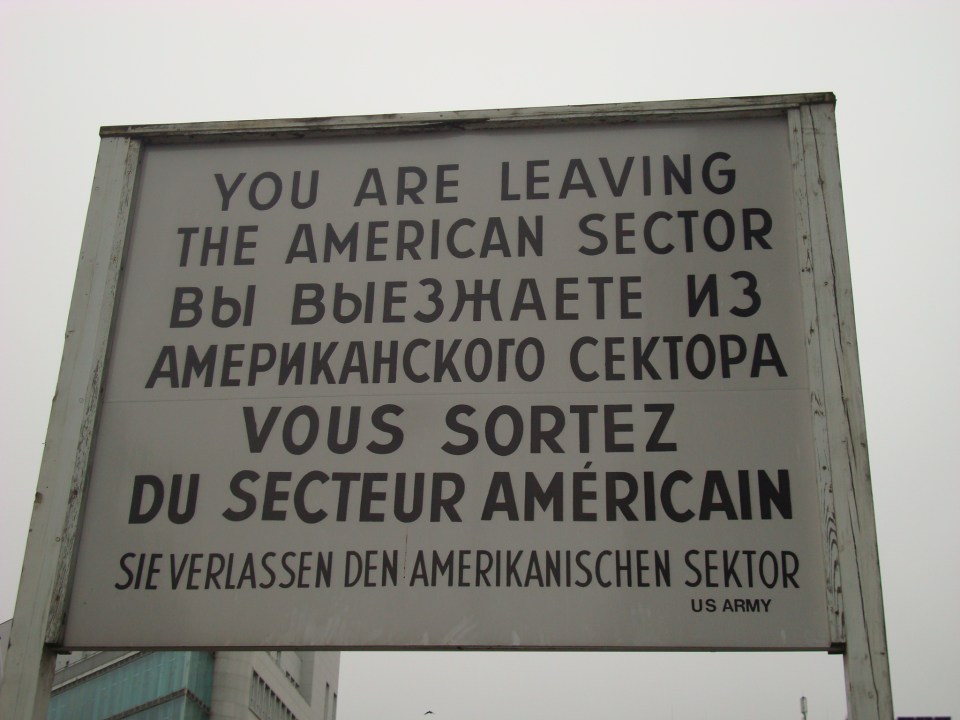 YOU ARE LEAVING
THE AMERICAN SECTOR
ВЫ ВЫЕЗЖАЕТЕ ИЗ
АМЕРИКАНСКОГО СЕКТОРА
VOUS SORTEZ
DU SECTEUR AMÉRICAIN
SIE VERLASSEN DEN AMERIKANISCHEN SEKTOR
US ARMY